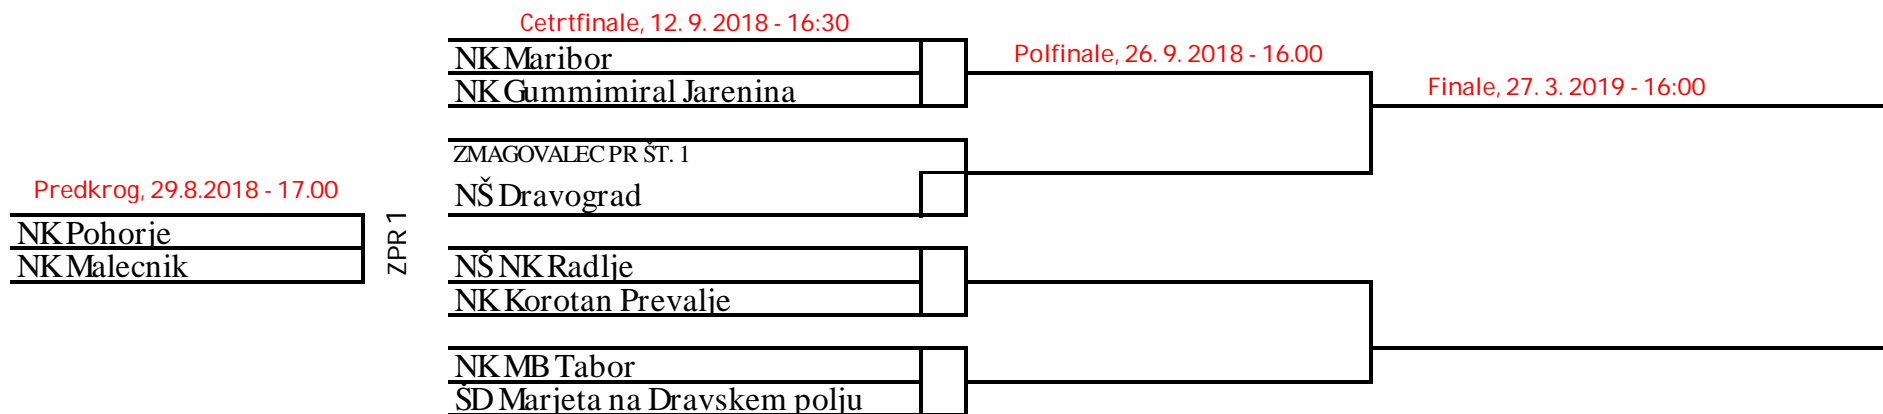 Cetrtfinale, 12. 9. 2018 - 16:30
NK Maribor
NK Gummimiral Jarenina
Polfinale, 26. 9. 2018 - 16.00
Finale, 27. 3. 2019 - 16:00
ZMAGOVALEC PR ŠT. 1
NŠ Dravograd
Predkrog, 29.8.2018 - 17.00
NK Pohorje
NK Malecnik
ZPR 1
NŠ NK Radlje
NK Korotan Prevalje
NK MB Tabor
ŠD Marjeta na Dravskem polju